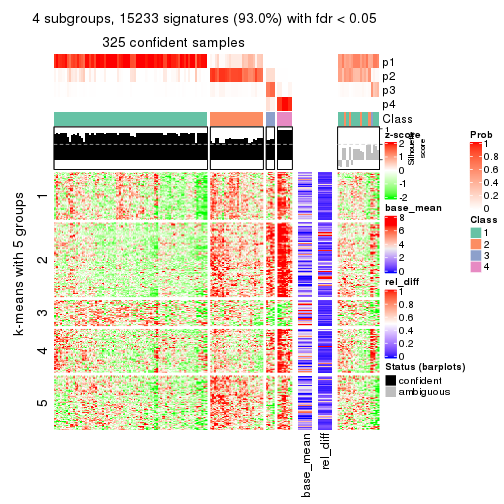 4 subgroups, 15233 signatures (93.0%) with fdr < 0.05
325 confident samples
p1
p2
p3
p4
Class
1
Silhouette
score
k-means with 5 groups
1
2
3
4
5
base_mean
rel_diff
z-score
2
1
0
-1
-2
base_mean
8
6
4
2
0
rel_diff
1
0.8
0.6
0.4
0.2
0
Status (barplots)
confident
ambiguous
Prob
1
0.8
0.6
0.4
0.2
0
Class
1
2
3
4